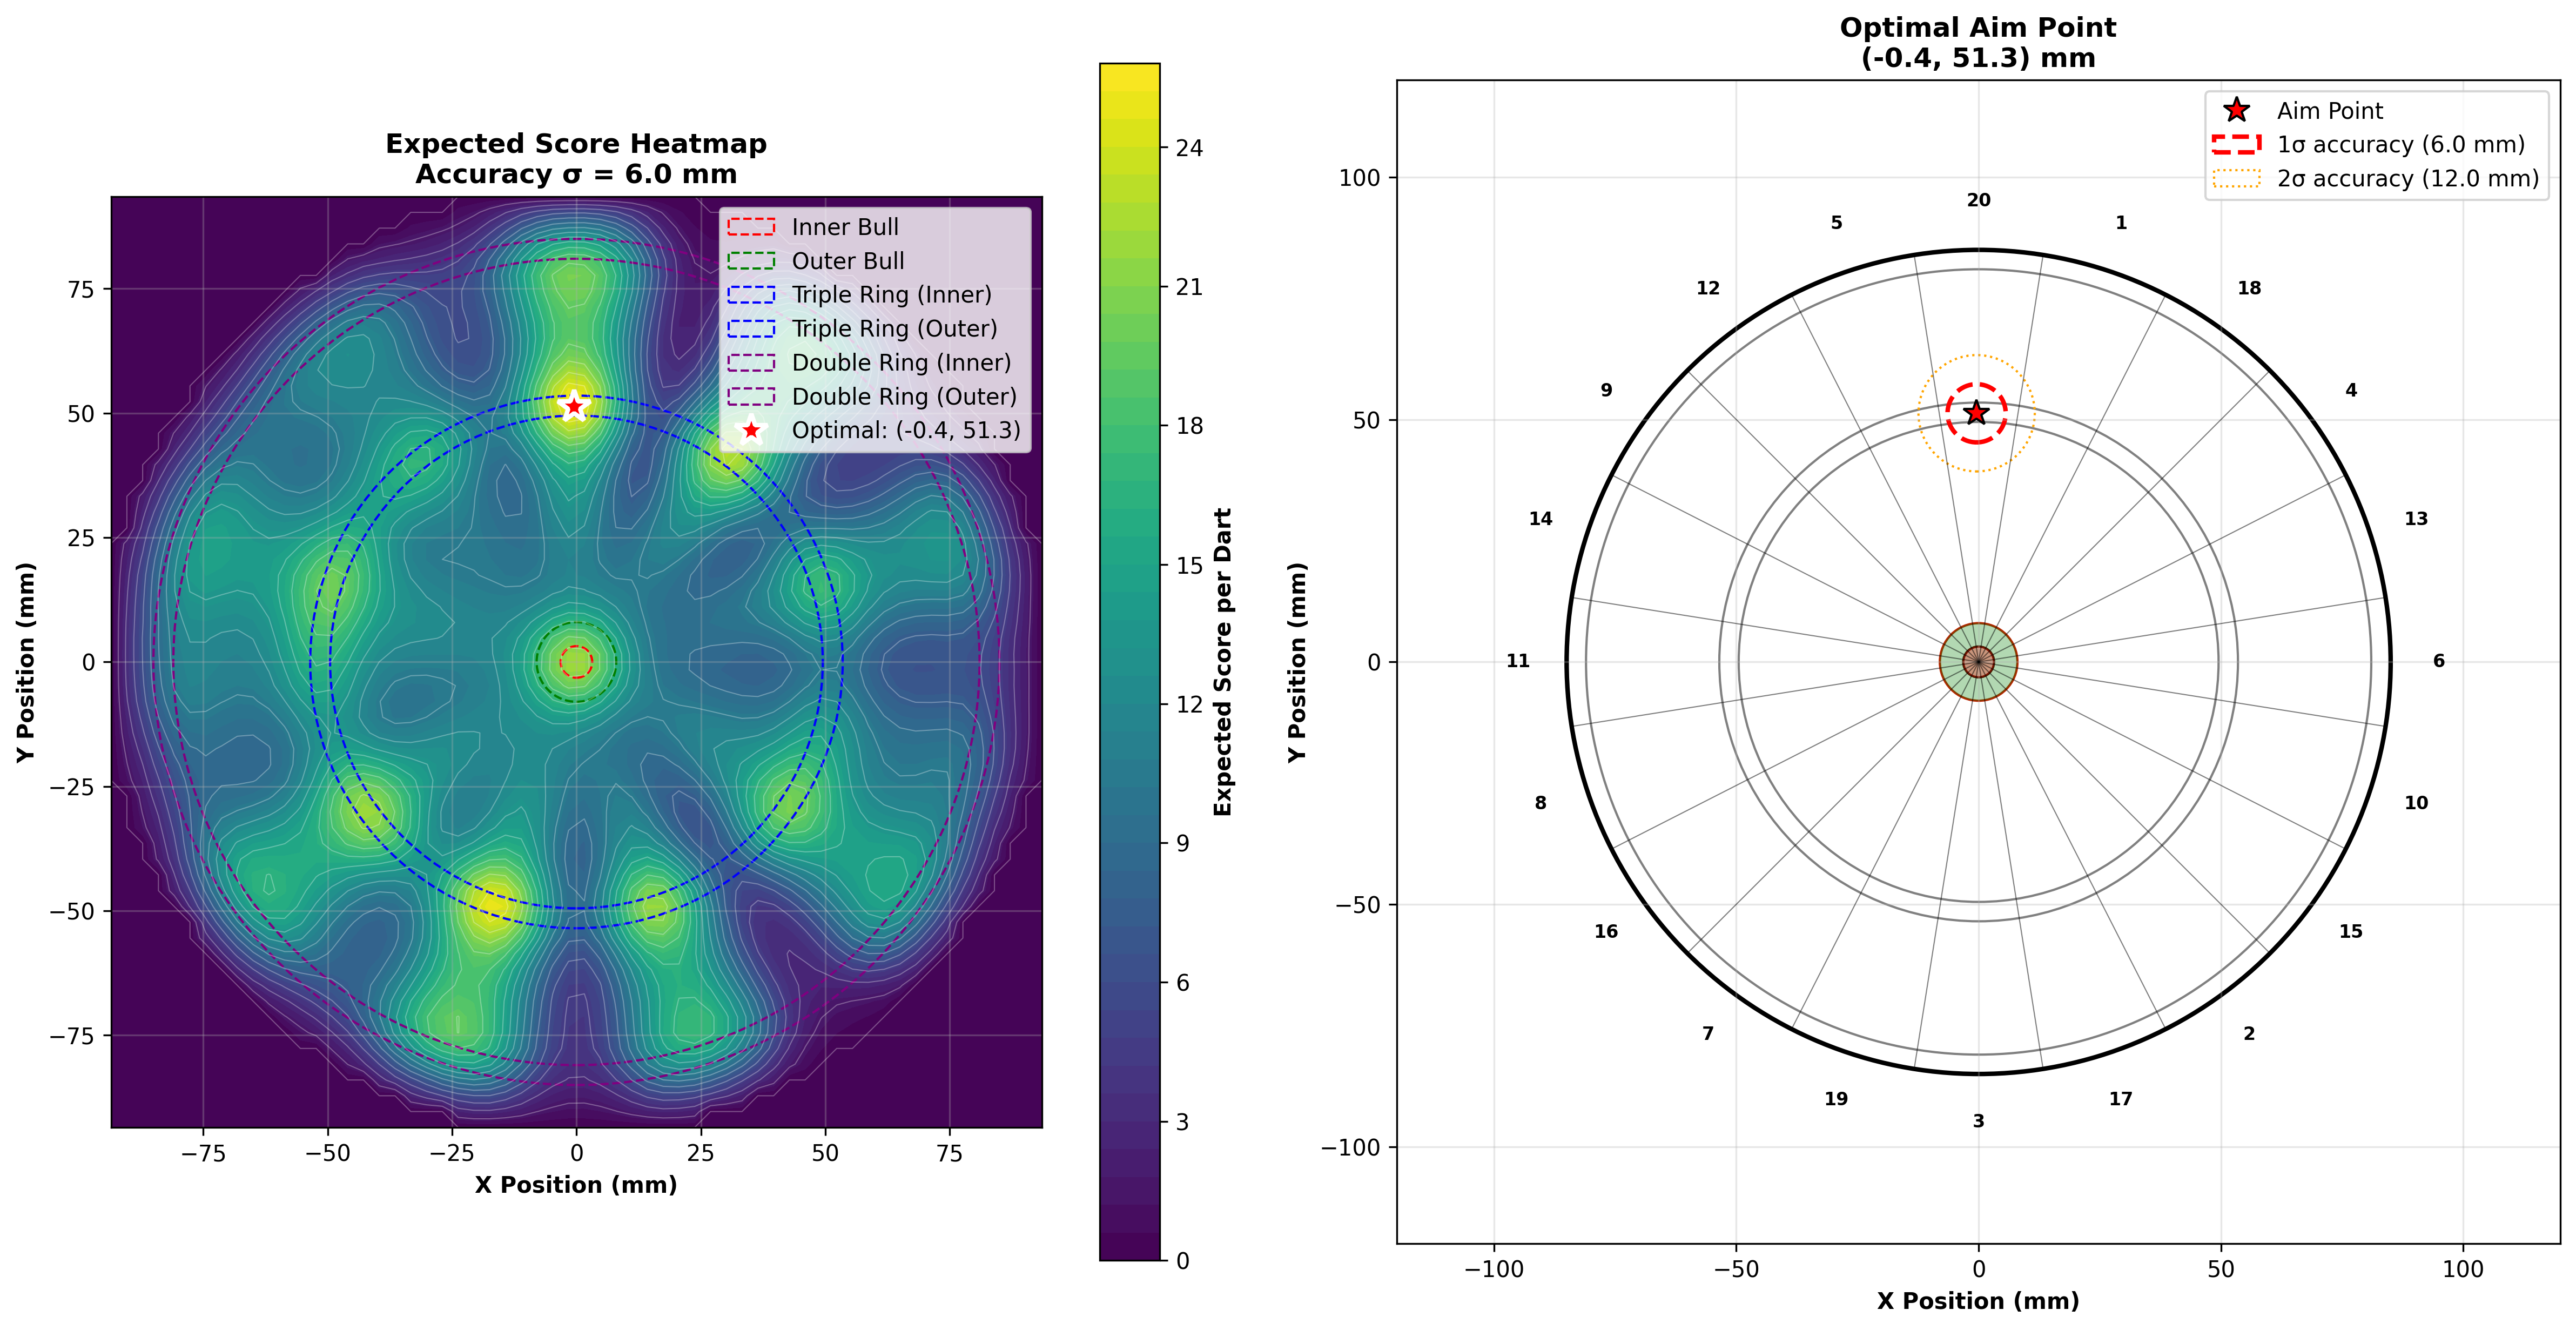 Expected Score Heatmap
Accuracy σ = 6.0 mm
Inner Bull
Outer Bull
Triple Ring (Inner)
Triple Ring (Outer)
Double Ring (Inner)
Double Ring (Outer)
Optimal: (-0.4, 51.3)
75
50
25
0
−25
−50
−75
Y Position (mm)
−75
−50
−25
0
25
50
75
X Position (mm)
24
21
18
15
12
9
6
3
0
Expected Score per Dart
Optimal Aim Point
(-0.4, 51.3) mm
Aim Point
1σ accuracy (6.0 mm)
2σ accuracy (12.0 mm)
100
50
0
−50
−100
Y Position (mm)
20
1
18
4
13
6
10
15
2
17
3
19
7
16
8
11
14
9
12
5
−100
−50
0
50
100
X Position (mm)